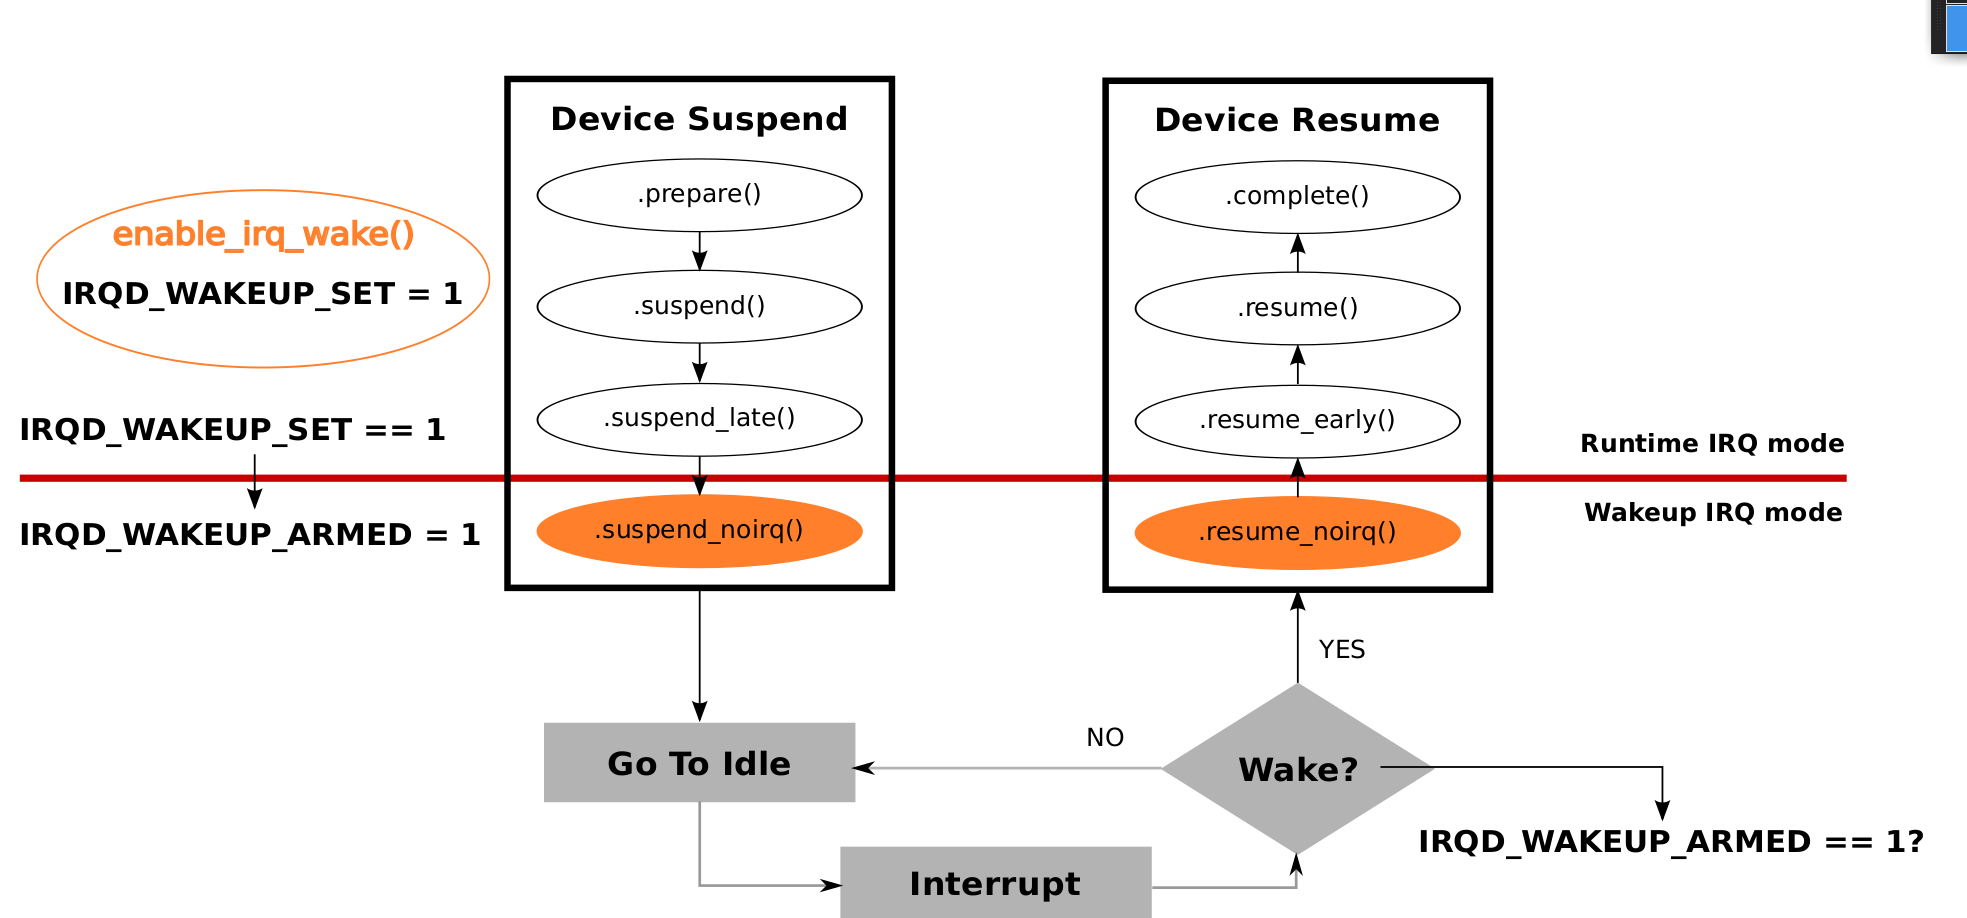 Device Suspend
.prepare()
.suspend()
.suspend_late()
.suspend_noirq()
Device Resume
.complete()
.resume()
.resume_early()
.resume_noirq()
enable_irq_wake()
IRQD_WAKEUP_SET = 1
IRQD_WAKEUP_SET == 1
IRQD_WAKEUP_ARMED = 1
Runtime IRQ mode
Wakeup IRQ mode
YES
NO
Go To Idle
Wake?
IRQD_WAKEUP_ARMED == 1?
Interrupt